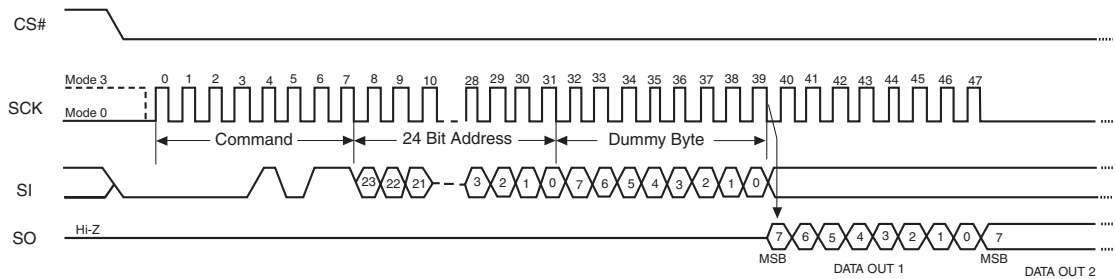 CS#
Mode 3 0 1 2 3 4 5 6 7 8 9 10 28 29 30 31 32 33 34 35 36 37 38 39 40 41 42 43 44 45 46 47
SCK
Mode 0
Command 24 Bit Address Dummy Byte
SI 23 22 21 3 2 1 0 7 6 5 4 3 2 1 0
Hi-Z
SO 7 6 5 4 3 2 1 0 7
MSB DATA OUT 1 MSB DATA OUT 2